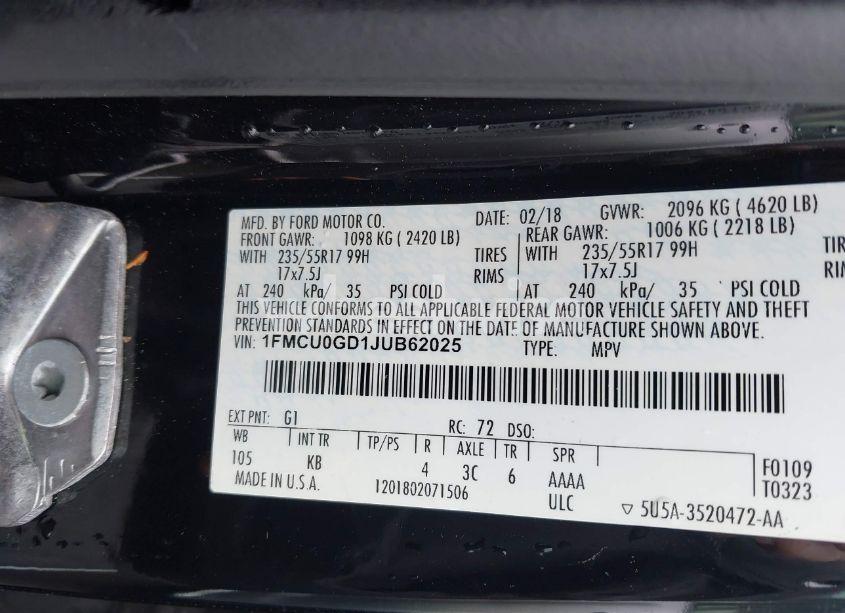 MFD. BY FORD MOTOR CO. DATE: 02/18 GVWR: 2096 KG ( 4620 LB)
FRONT GAWR: 1098 KG ( 2420 LB) REAR GAWR: 1006 KG ( 2218 LB)
WITH 235/55R17 99H TIRES WITH 235/55R17 99H TIR
17x7.5J RIMS 17x7.5J RIM
AT 240 kPa/ 35 PSI COLD AT 240 kPa/ 35 PSI COLD
THIS VEHICLE CONFORMS TO ALL APPLICABLE FEDERAL MOTOR VEHICLE SAFETY AND THEFT
PREVENTION STANDARDS IN EFFECT ON THE DATE OF MANUFACTURE SHOWN ABOVE.
VIN: 1FMCU0GD1JUB62025 TYPE: MPV
EXT PNT: G1 RC: 72 DSO:
WB INT TR TP/PS R AXLE TR SPR
105 KB 4 3C 6 AAAA F0109
MADE IN U.S.A. 1201802071506 ULC T0323
▽ 5U5A-3520472-AA